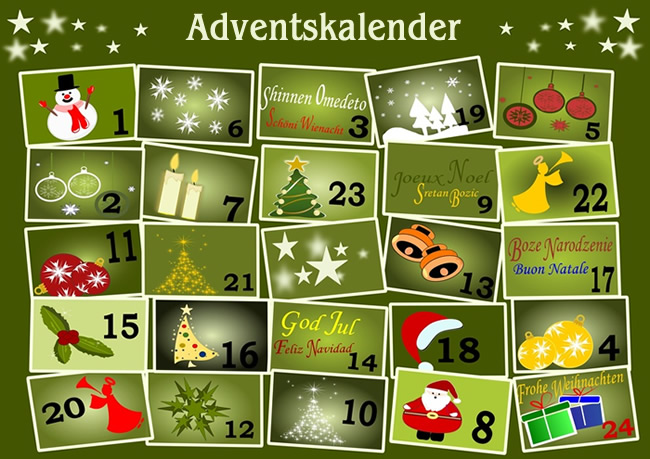 Adventskalender
1
6
Shinnen Omedeto
Schöni Wienacht 3
19
5
2
7
23
Joeux Noel
Sretan Bozic 9
22
11
21
13
Boze Narodzenie
Buon Natale 17
15
16
God Jul
Feliz Navidad 14
18
4
20
12
10
8
Frohe Weihnachten
24